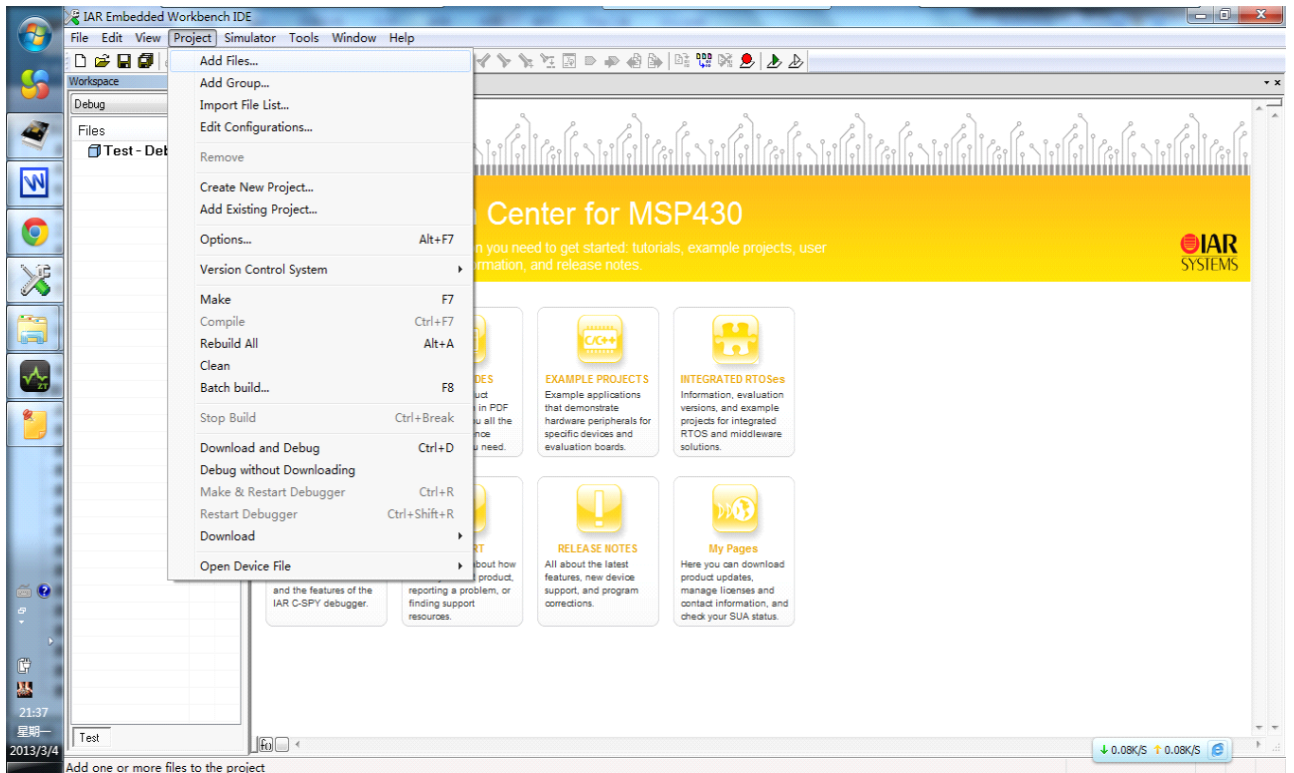 IAR Embedded Workbench IDE
File Edit View Project Simulator Tools Window Help
Workspace
Debug
Files
Test - Deb
Add Files...
Add Group...
Import File List...
Edit Configurations...
Remove
Create New Project...
Add Existing Project...
Options... Alt+F7
Version Control System
Make F7
Compile Ctrl+F7
Rebuild All Alt+A
Clean
Batch build... F8
Stop Build Ctrl+Break
Download and Debug Ctrl+D
Debug without Downloading
Make & Restart Debugger Ctrl+R
Restart Debugger Ctrl+Shift+R
Download
Open Device File
Center for MSP430
you need to get started: tutorials, example projects, user
and release notes.
IAR
SYSTEMS
in PDF
all the
need.
C/C++
EXAMPLE PROJECTS
Example applications
that demonstrate
hardware peripherals for
specific devices and
evaluation boards.
INTEGRATED RTOSes
Information, evaluation
versions, and example
projects for integrated
RTOS and middleware
solutions.
and the features of the
IAR C-SPY debugger.
about how
product,
reporting a problem, or
finding support
resources.
RELEASE NOTES
All about the latest
features, new device
support, and program
corrections.
My Pages
Here you can download
product updates,
manage licenses and
contact information, and
check your SUA status.
21:37
星期一
2013/3/4
Test
f()
0.08K/S 0.08K/S
Add one or more files to the project